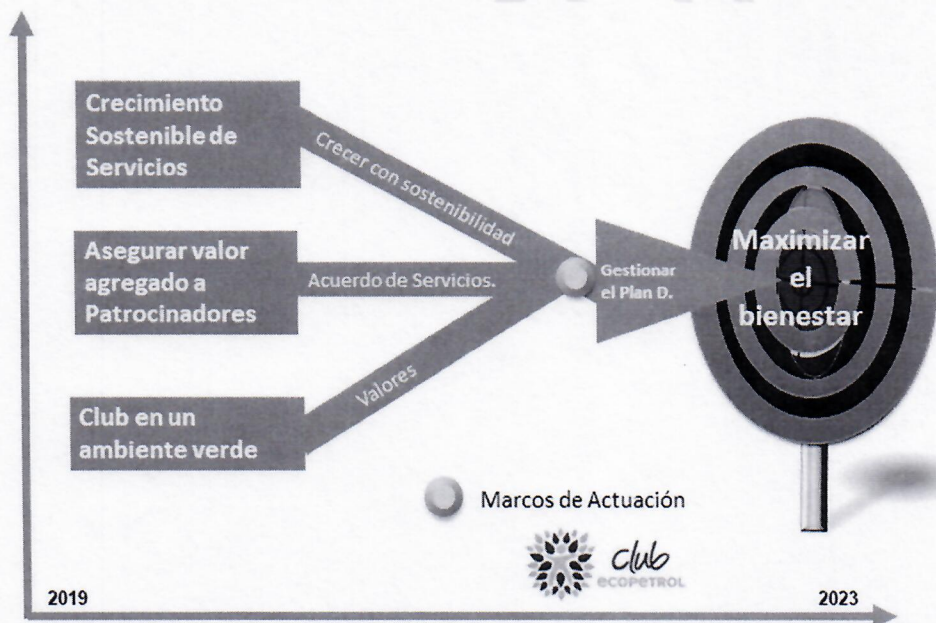 Crecimiento
Sostenible de
Servicios
Crecer con sostenibilidad
Asegurar valor
agregado a
Patrocinadores
Acuerdo de Servicios.
Gestionar
el Plan D.
Maximizar
el
bienestar
Club en un
ambiente verde
Valores
Marcos de Actuación
club
ECOPETROL
2019
2023